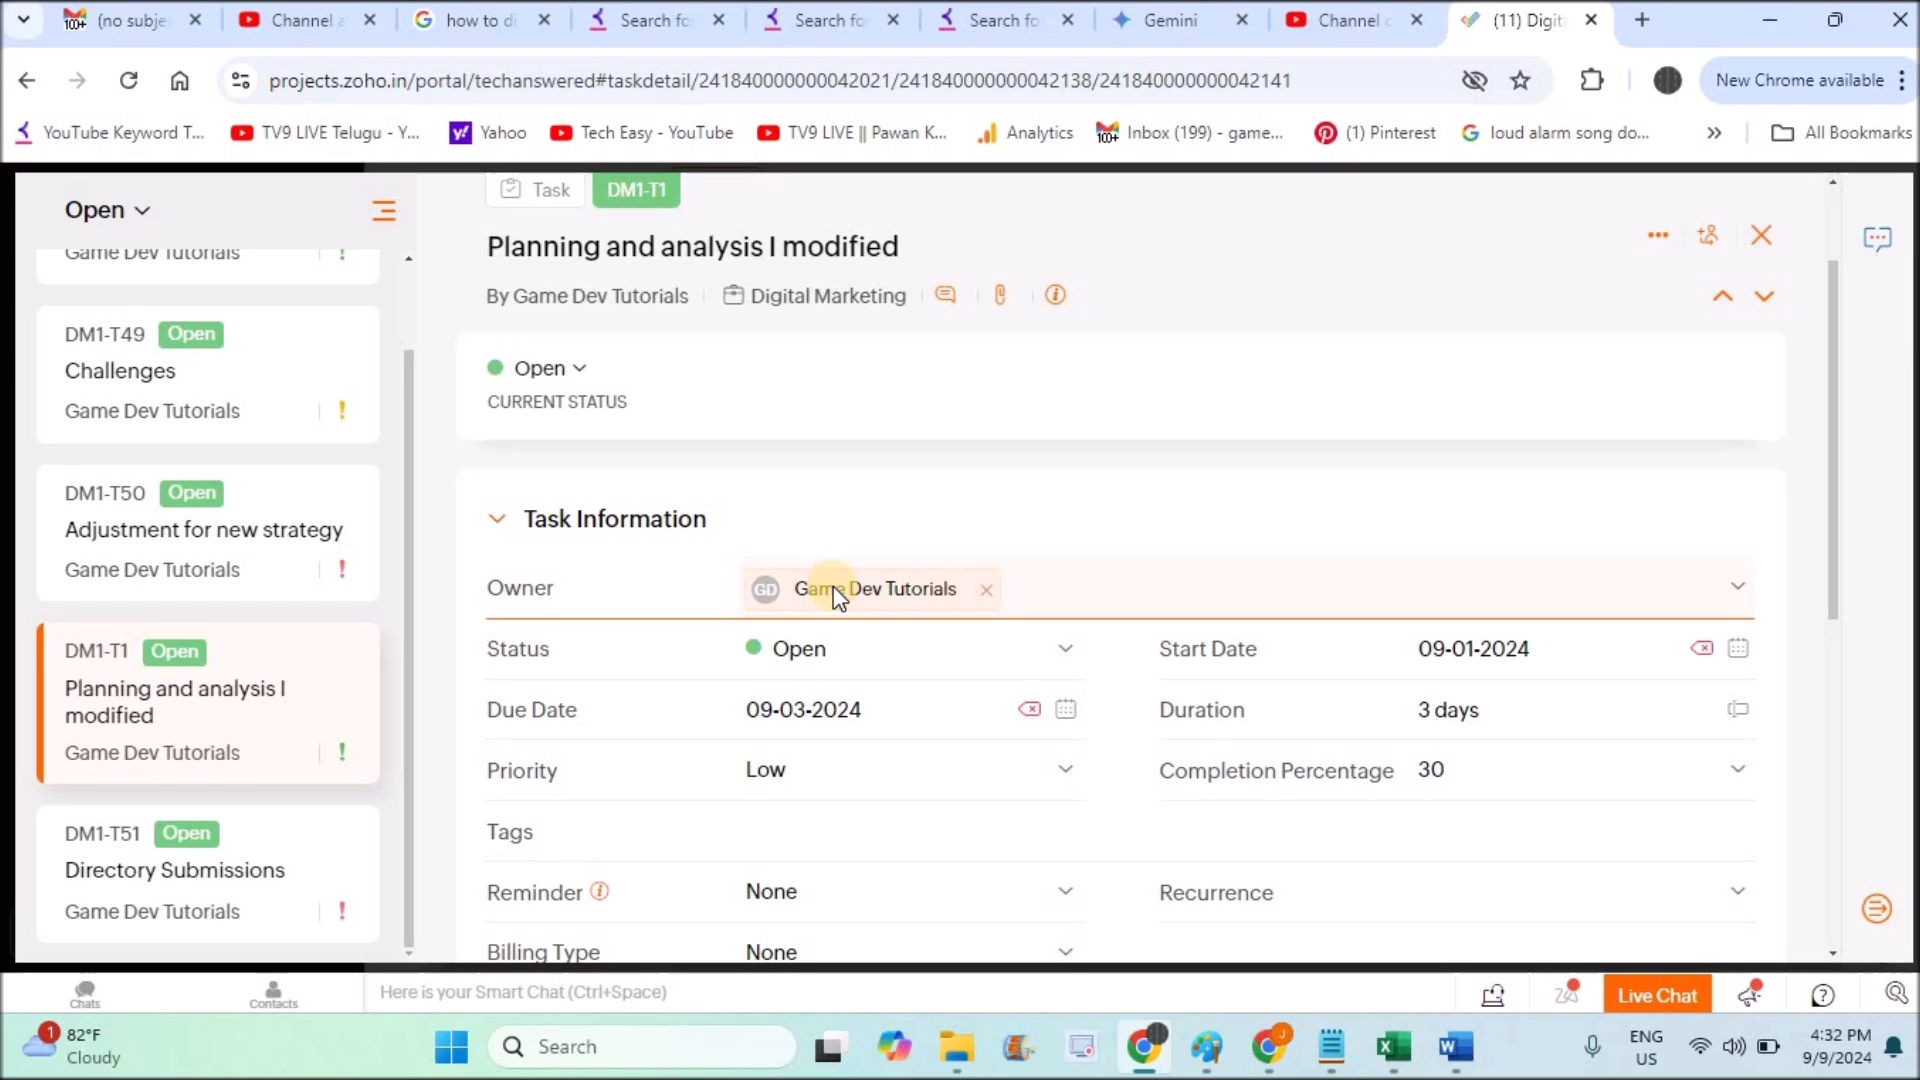 (no subje
Channel a
how to di
Search fo
Search fo
Search fo
Gemini
Channel c
(11) Digit
projects.zoho.in/portal/techanswered#taskdetail/241840000000042021/241840000000042138/241840000000042141
New Chrome available
YouTube Keyword T...
TV9 LIVE Telugu - Y...
Yahoo
Tech Easy - YouTube
TV9 LIVE || Pawan K...
Analytics
Inbox (199) - game...
(1) Pinterest
loud alarm song do...
All Bookmarks
Open
Game Dev Tutorials
DM1-T49 Open
Challenges
Game Dev Tutorials
DM1-T50 Open
Adjustment for new strategy
Game Dev Tutorials
DM1-T1 Open
Planning and analysis I
modified
Game Dev Tutorials
DM1-T51 Open
Directory Submissions
Game Dev Tutorials
Task DM1-T1
Planning and analysis I modified
By Game Dev Tutorials Digital Marketing
Open
CURRENT STATUS
Task Information
Owner GD Game Dev Tutorials
Status Open Start Date 09-01-2024
Due Date 09-03-2024 Duration 3 days
Priority Low Completion Percentage 30
Tags
Reminder None Recurrence
Billing Type None
Chats
Contacts
Here is your Smart Chat (Ctrl+Space)
Live Chat
1
82°F
Cloudy
Search
ENG
US
4:32 PM
9/9/2024